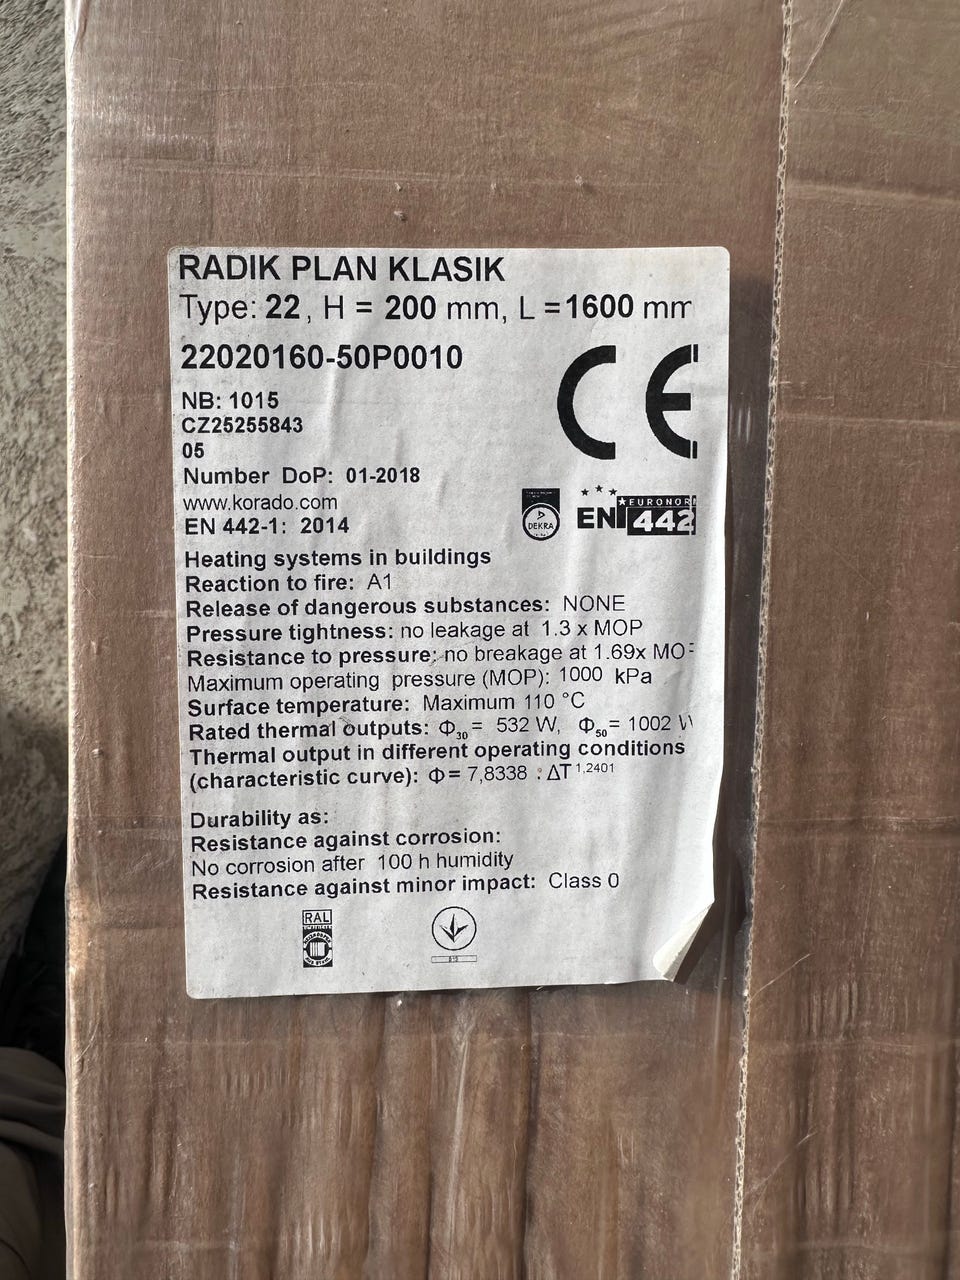 RADIK PLAN KLASIK
Type: 22, H = 200 mm, L =1600 mm
22020160-50P0010
CE
NB: 1015
CZ25255843
05
Number DoP: 01-2018
www.korado.com
EN 442-1: 2014
DEKRA
EURONOR
EN 442
Heating systems in buildings
Reaction to fire: A1
Release of dangerous substances: NONE
Pressure tightness: no leakage at 1.3 x MOP
Resistance to pressure: no breakage at 1.69x MO
Maximum operating pressure (MOP): 1000 kPa
Surface temperature: Maximum 110 °C
Rated thermal outputs: Φ₃₀ = 532 W, Φ₅₀ = 1002 W
Thermal output in different operating conditions
(characteristic curve): Φ = 7,8338 . ΔT 1,2401
Durability as:
Resistance against corrosion:
No corrosion after 100 h humidity
Resistance against minor impact: Class 0
RAL